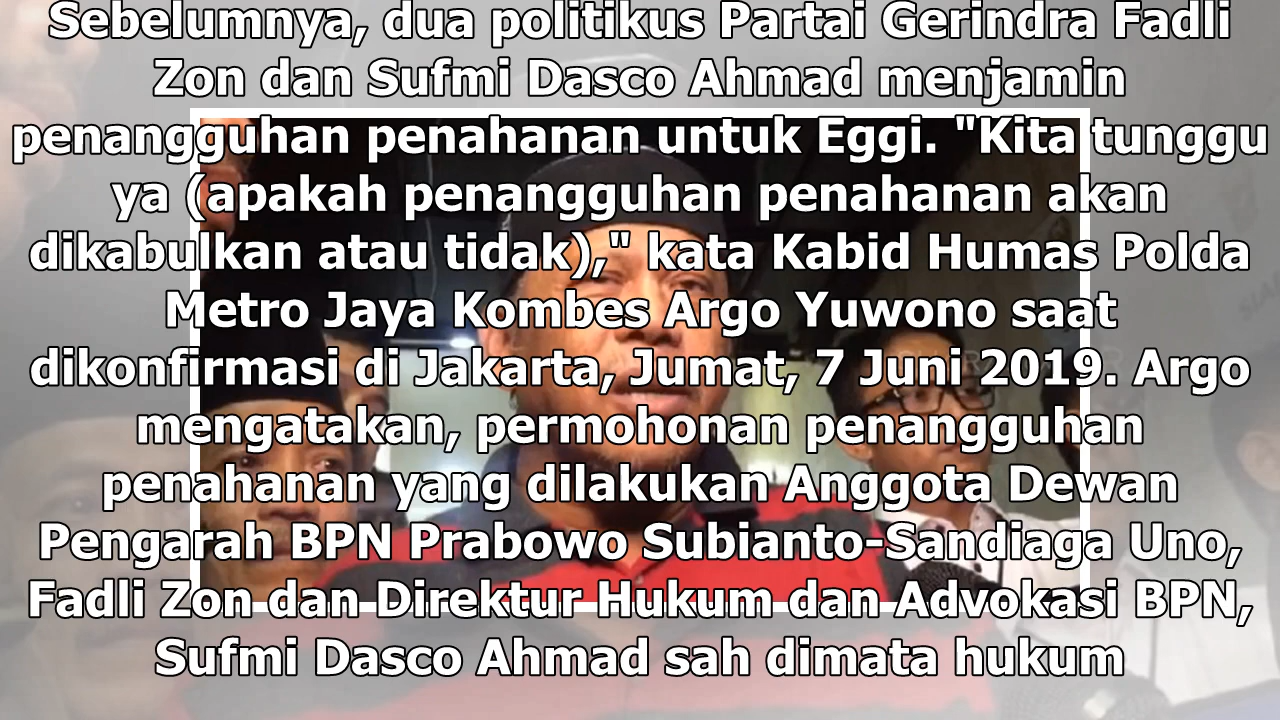 Sebelumnya, dua politikus Partai Gerindra Fadli
Zon dan Sufmi Dasco Ahmad menjamin
penangguhan penahanan untuk Eggi. "Kita tunggu
ya (apakah penangguhan penahanan akan
dikabulkan atau tidak)," kata Kabid Humas Polda
Metro Jaya Kombes Argo Yuwono saat
dikonfirmasi di Jakarta, Jumat, 7 Juni 2019. Argo
mengatakan, permohonan penangguhan
penahanan yang dilakukan Anggota Dewan
Pengarah BPN Prabowo Subianto-Sandiaga Uno,
Fadli Zon dan Direktur Hukum dan Advokasi BPN,
Sufmi Dasco Ahmad sah dimata hukum